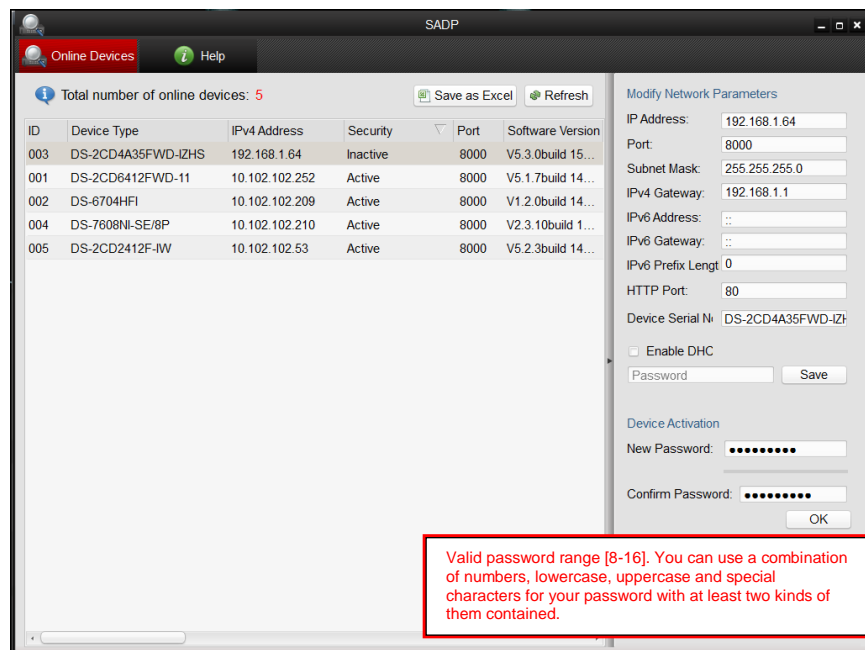 SADP
Online Devices
Help
Total number of online devices: 5
Save as Excel
Refresh
ID Device Type IPv4 Address Security Port Software Version
003 DS-2CD4A35FWD-IZHS 192.168.1.64 Inactive 8000 V5.3.0build 15...
001 DS-2CD6412FWD-11 10.102.102.252 Active 8000 V5.1.7build 14...
002 DS-6704HFI 10.102.102.209 Active 8000 V1.2.0build 14...
004 DS-7608NI-SE/8P 10.102.102.210 Active 8000 V2.3.10build 1...
005 DS-2CD2412F-IW 10.102.102.53 Active 8000 V5.2.3build 14...
Modify Network Parameters
IP Address: 192.168.1.64
Port: 8000
Subnet Mask: 255.255.255.0
IPv4 Gateway: 192.168.1.1
IPv6 Address: ::
IPv6 Gateway: ::
IPv6 Prefix Lengt 0
HTTP Port: 80
Device Serial N DS-2CD4A35FWD-IZH
Enable DHC
Password
Save
Device Activation
New Password: ●●●●●●●●●
Confirm Password: ●●●●●●●●●
OK
Valid password range [8-16]. You can use a combination
of numbers, lowercase, uppercase and special
characters for your password with at least two kinds of
them contained.